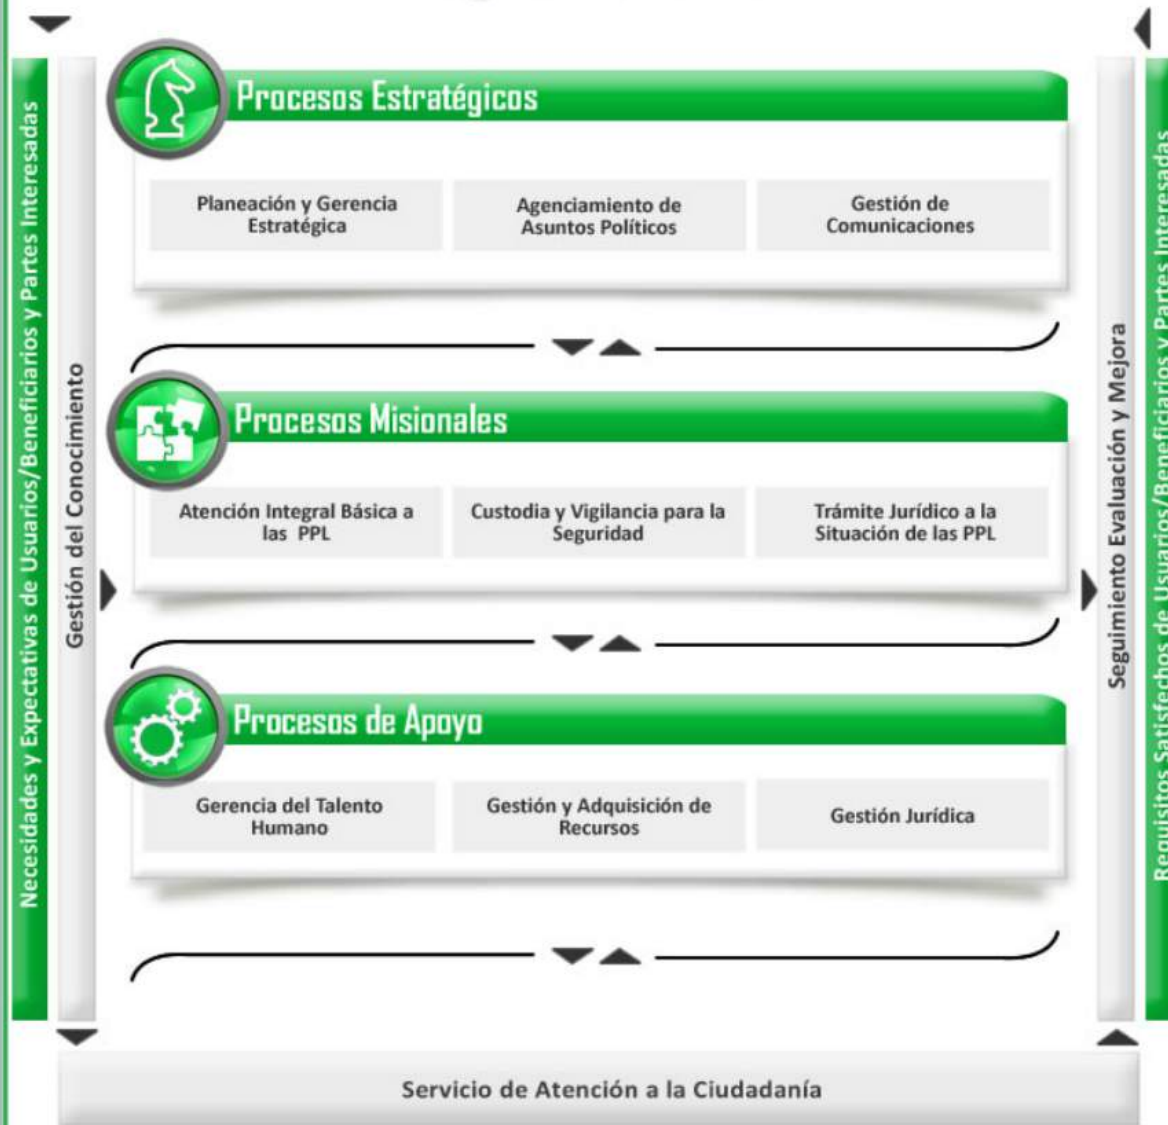 Necesidades y Expectativas de Usuarios/Beneficiarios y Partes Interesadas
Gestión del Conocimiento
Procesos Estratégicos
Planeación y Gerencia
Estratégica
Agenciamiento de
Asuntos Políticos
Gestión de
Comunicaciones
Procesos Misionales
Atención Integral Básica a
las PPL
Custodia y Vigilancia para la
Seguridad
Trámite Jurídico a la
Situación de las PPL
Procesos de Apoyo
Gerencia del Talento
Humano
Gestión y Adquisición de
Recursos
Gestión Jurídica
Seguimiento Evaluación y Mejora
Requisitos Satisfechos de Usuarios/Beneficiarios y Partes Interesadas
Servicio de Atención a la Ciudadanía